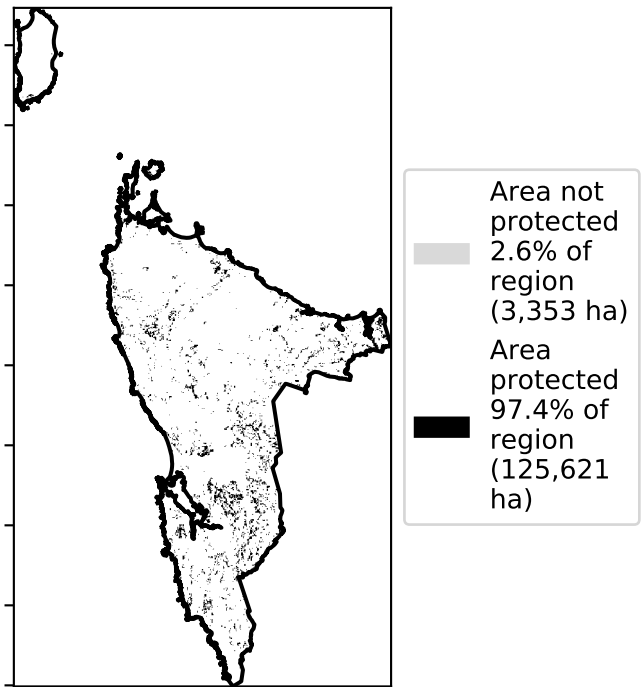 Area not
protected
2.6% of
region
(3,353 ha)
Area
protected
97.4% of
region
(125,621
ha)